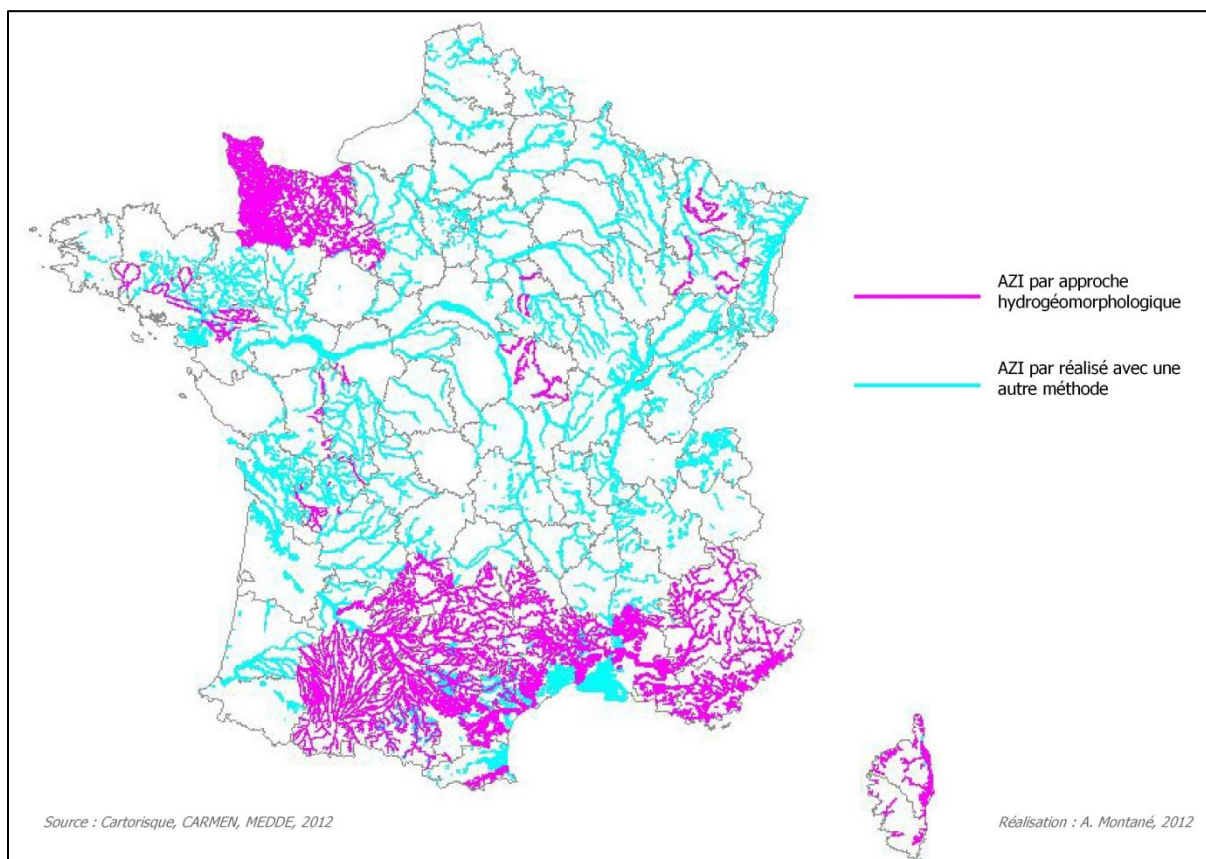 AZI par approche
hydrogéomorphologique
AZI par réalisé avec une
autre méthode
Source : Cartorisque, CARMEN, MEDDE, 2012
Réalisation : A. Montané, 2012